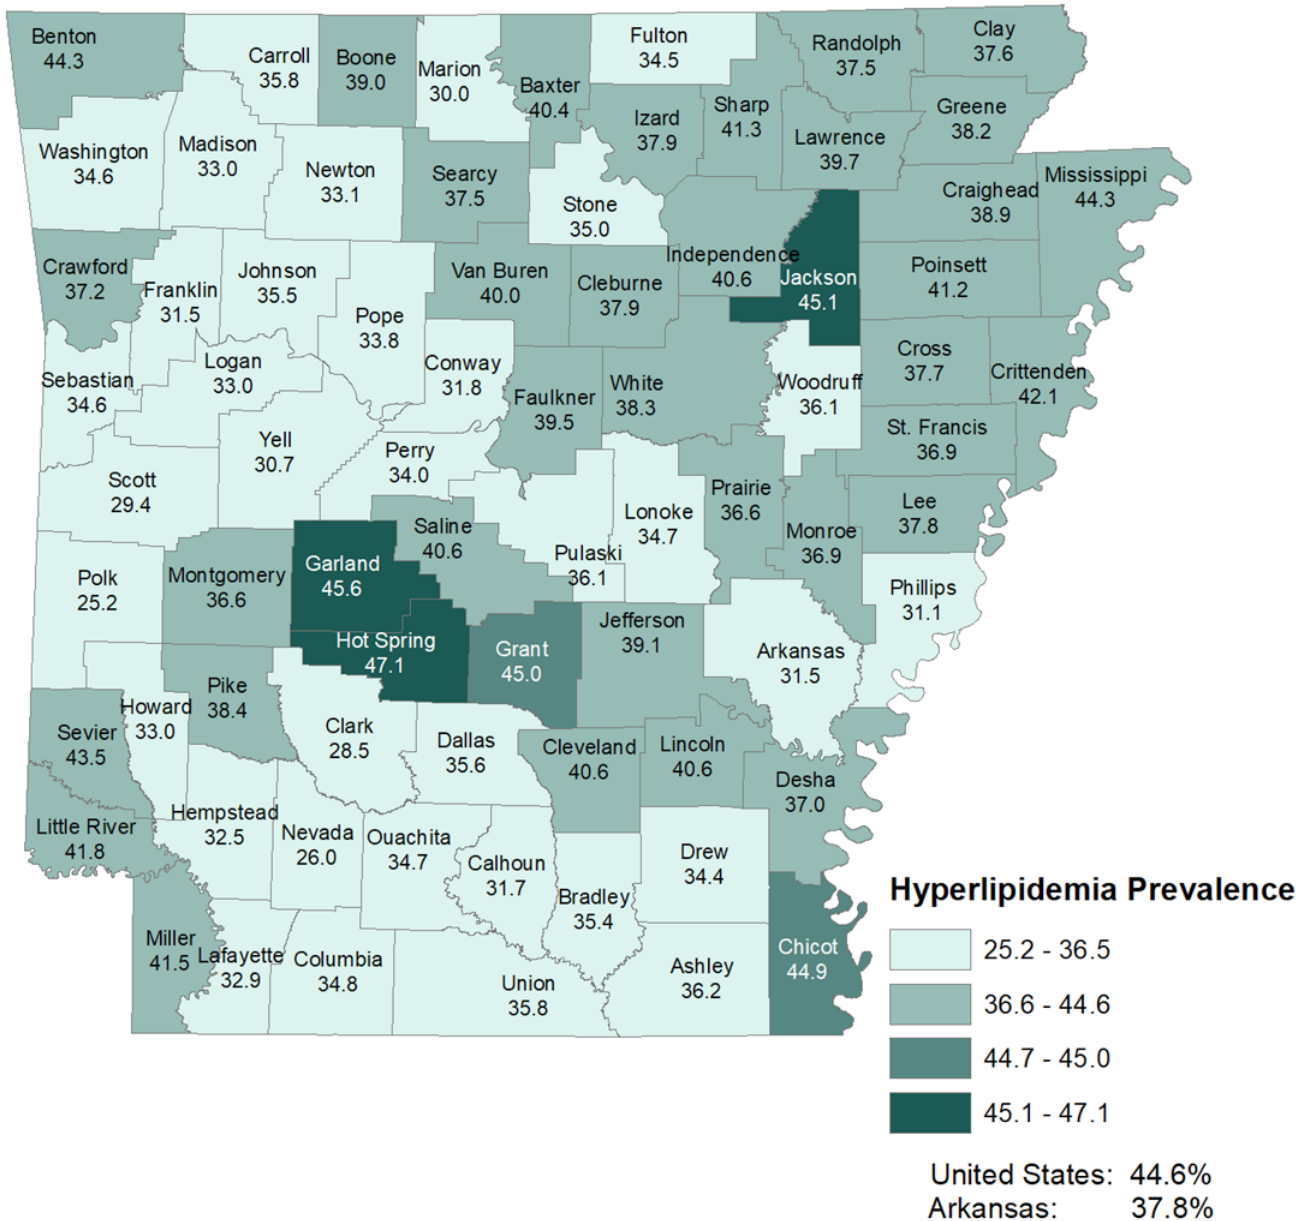 Benton
44.3
Carroll
35.8
Boone
39.0
Marion
30.0
Baxter
40.4
Fulton
34.5
Randolph
37.5
Clay
37.6
Izard
37.9
Sharp
41.3
Lawrence
39.7
Greene
38.2
Washington
34.6
Madison
33.0
Newton
33.1
Searcy
37.5
Stone
35.0
Craighead
38.9
Mississippi
44.3
Independence
40.6
Jackson
45.1
Poinsett
41.2
Crawford
37.2
Franklin
31.5
Johnson
35.5
Pope
33.8
Van Buren
40.0
Cleburne
37.9
Sebastian
34.6
Logan
33.0
Conway
31.8
Faulkner
39.5
White
38.3
Woodruff
36.1
Cross
37.7
Crittenden
42.1
St. Francis
36.9
Scott
29.4
Yell
30.7
Perry
34.0
Saline
40.6
Pulaski
36.1
Lonoke
34.7
Prairie
36.6
Monroe
36.9
Lee
37.8
Phillips
31.1
Polk
25.2
Montgomery
36.6
Garland
45.6
Hot Spring
47.1
Grant
45.0
Jefferson
39.1
Arkansas
31.5
Howard
33.0
Pike
38.4
Clark
28.5
Dallas
35.6
Cleveland
40.6
Lincoln
40.6
Desha
37.0
Sevier
43.5
Little River
41.8
Hempstead
32.5
Nevada
26.0
Ouachita
34.7
Calhoun
31.7
Bradley
35.4
Drew
34.4
Chicot
44.9
Miller
41.5
Lafayette
32.9
Columbia
34.8
Union
35.8
Ashley
36.2
Hyperlipidemia Prevalence
25.2 - 36.5
36.6 - 44.6
44.7 - 45.0
45.1 - 47.1
United States: 44.6%
Arkansas: 37.8%